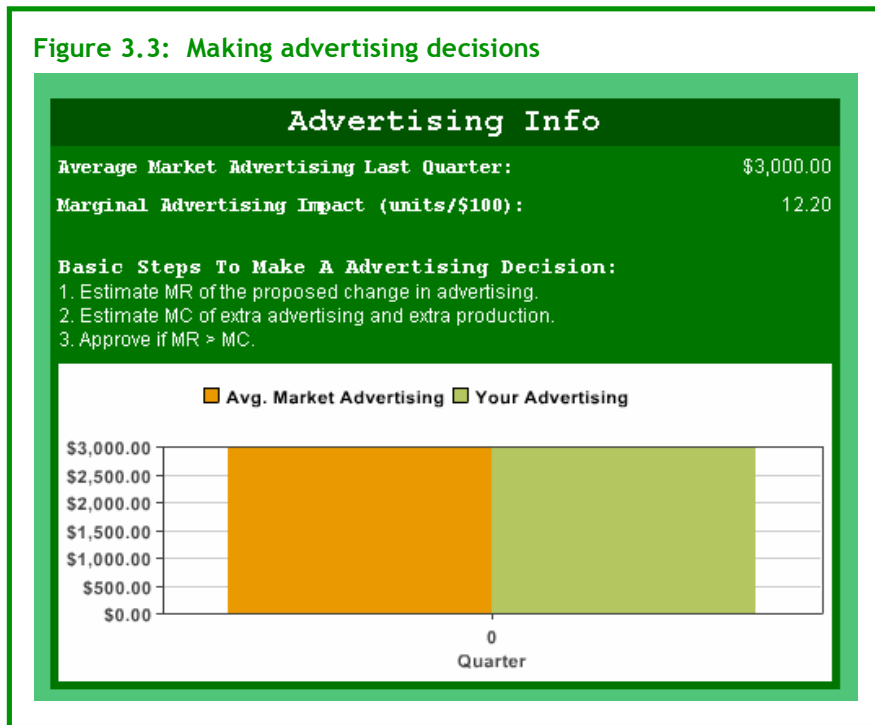 Figure 3.3: Making advertising decisions
Advertising Info
Average Market Advertising Last Quarter: $3,000.00
Marginal Advertising Impact (units/$100): 12.20
Basic Steps To Make A Advertising Decision:
1. Estimate MR of the proposed change in advertising.
2. Estimate MC of extra advertising and extra production.
3. Approve if MR > MC.
Avg. Market Advertising Your Advertising
$3,000.00
$2,500.00
$2,000.00
$1,500.00
$1,000.00
$500.00
$0.00
0
Quarter